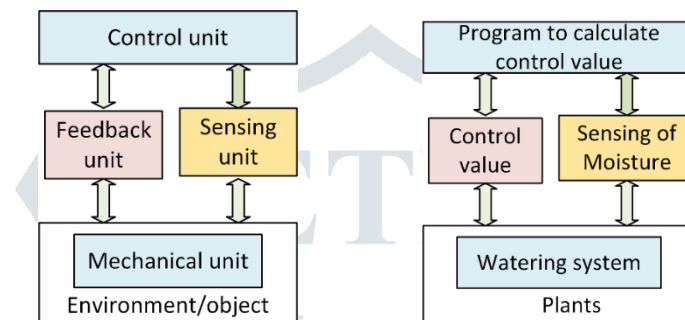 Control unit
Feedback
unit
Sensing
unit
Mechanical unit
Environment/object
Program to calculate
control value
Control
value
Sensing of
Moisture
Watering system
Plants